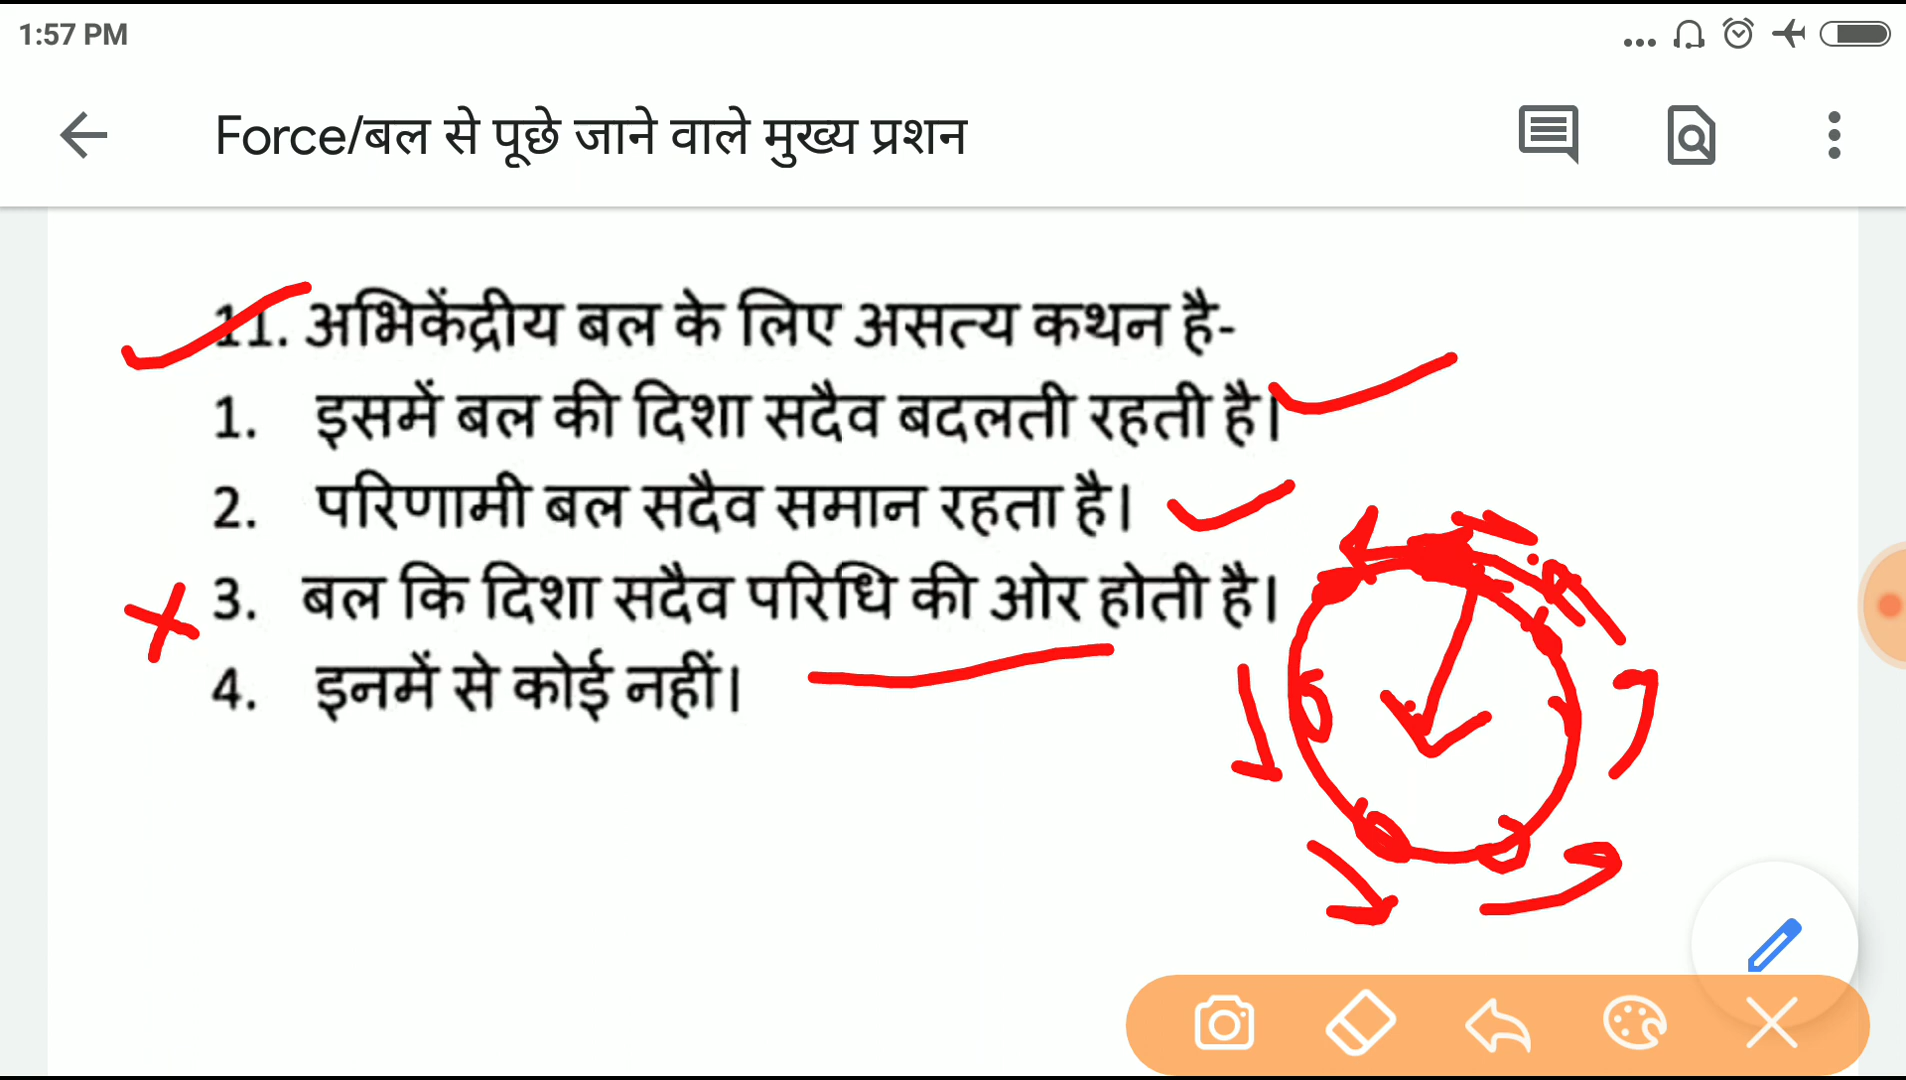 1:57 PM
Force/बल से पूछे जाने वाले मुख्य प्रशन
11. अभिकेंद्रीय बल के लिए असत्य कथन है-
1. इसमें बल की दिशा सदैव बदलती रहती है।
2. परिणामी बल सदैव समान रहता है।
3. बल कि दिशा सदैव परिधि की ओर होती है।
4. इनमें से कोई नहीं।